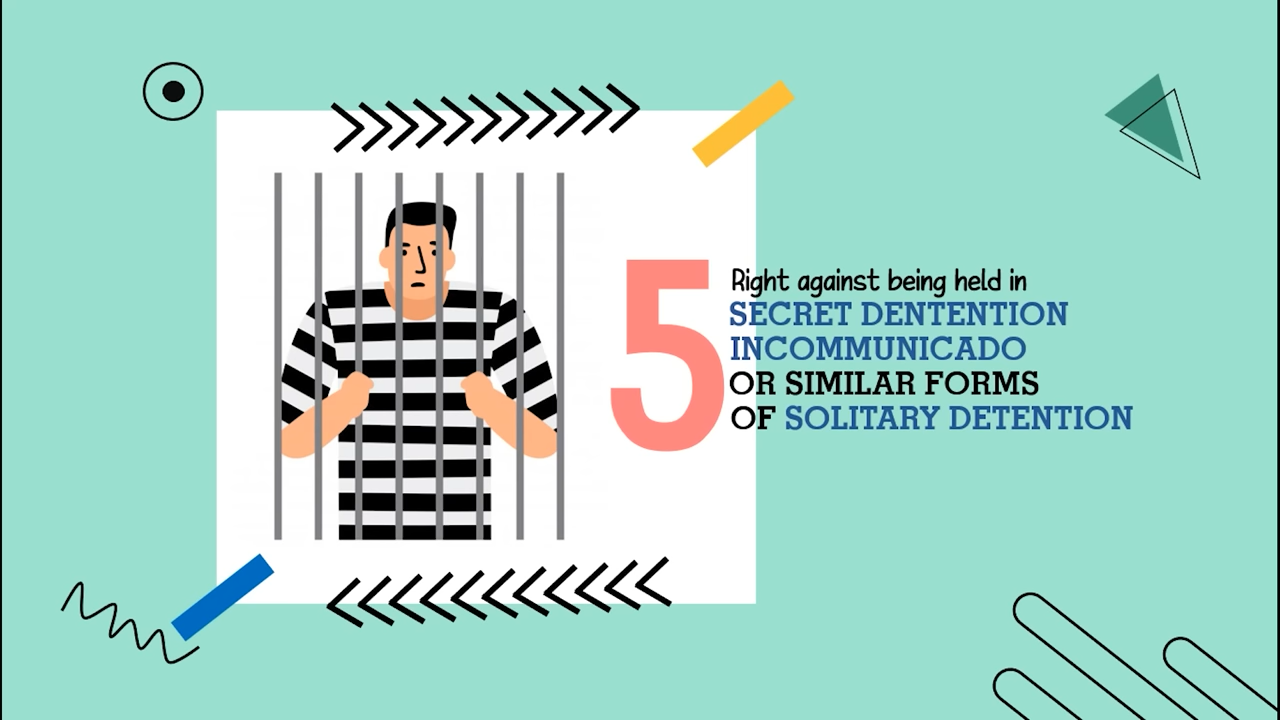 5
Right against being held in
SECRET DENTENTION
INCOMMUNICADO
OR SIMILAR FORMS
OF SOLITARY DETENTION